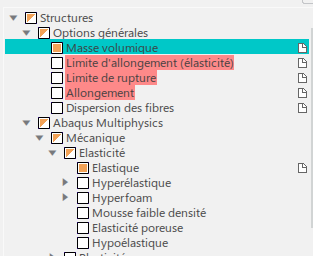 Structures
Options générales
Masse volumique
Limite d'allongement (élasticité)
Limite de rupture
Allongement
Dispersion des fibres
Abaqus Multiphysics
Mécanique
Elasticité
Elastique
Hyperélastique
Hyperfoam
Mousse faible densité
Elasticité poreuse
Hypoélastique